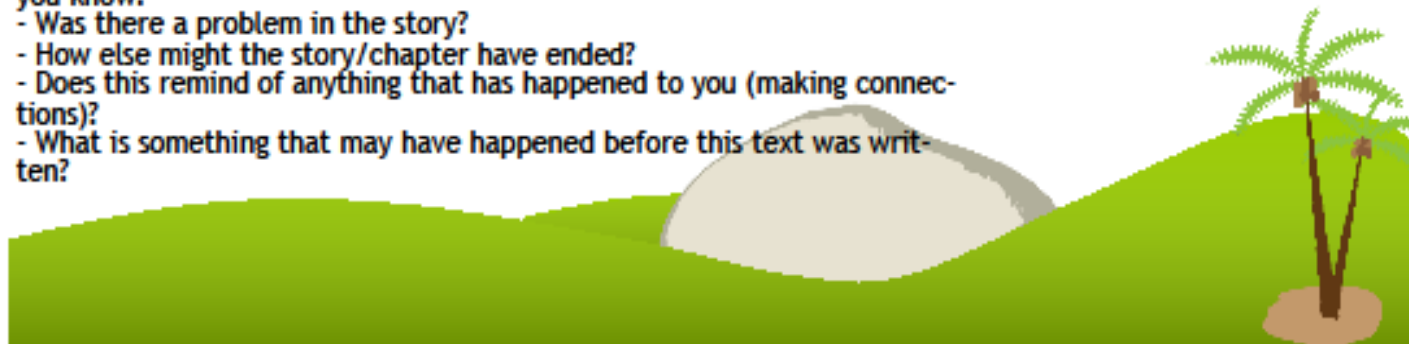 you know?
- Was there a problem in the story?
- How else might the story/chapter have ended?
- Does this remind of anything that has happened to you (making connec-
tions)?
- What is something that may have happened before this text was writ-
ten?